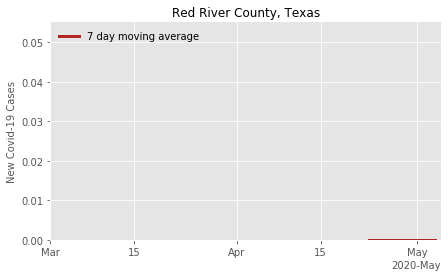 Red River County, Texas
7 day moving average
New Covid-19 Cases
0.05
0.04
0.03
0.02
0.01
0.00
Mar 15 Apr 15 May
2020-May